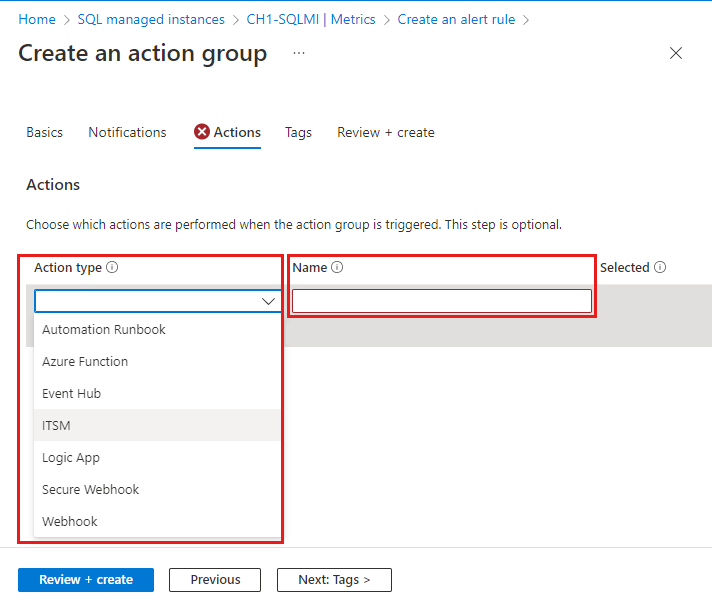 Home > SQL managed instances > CH1-SQLMI | Metrics > Create an alert rule >
Create an action group ...
Basics Notifications Actions Tags Review + create
Actions
Choose which actions are performed when the action group is triggered. This step is optional.
Action type Name Selected
Automation Runbook
Azure Function
Event Hub
ITSM
Logic App
Secure Webhook
Webhook
Review + create Previous Next: Tags >